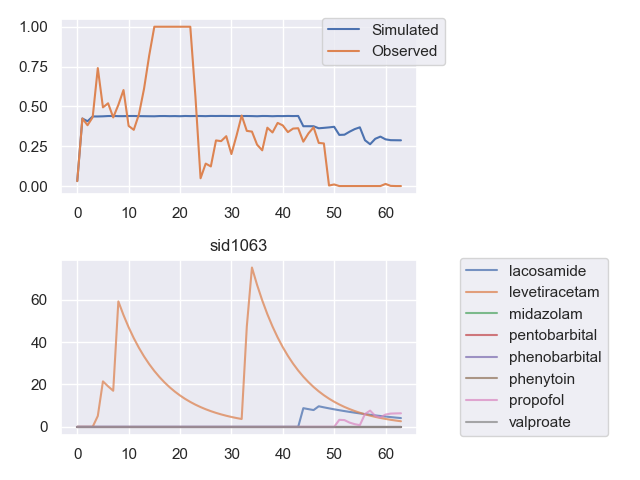 1.00
0.75
0.50
0.25
0.00
0 10 20 30 40 50 60
Simulated
Observed
sid1063
60
40
20
0
0 10 20 30 40 50 60
lacosamide
levetiracetam
midazolam
pentobarbital
phenobarbital
phenytoin
propofol
valproate